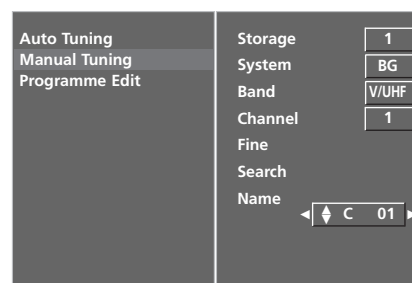 Auto Tuning
Manual Tuning
Programme Edit
Storage 1
System BG
Band V/UHF
Channel 1
Fine
Search
Name
C 01